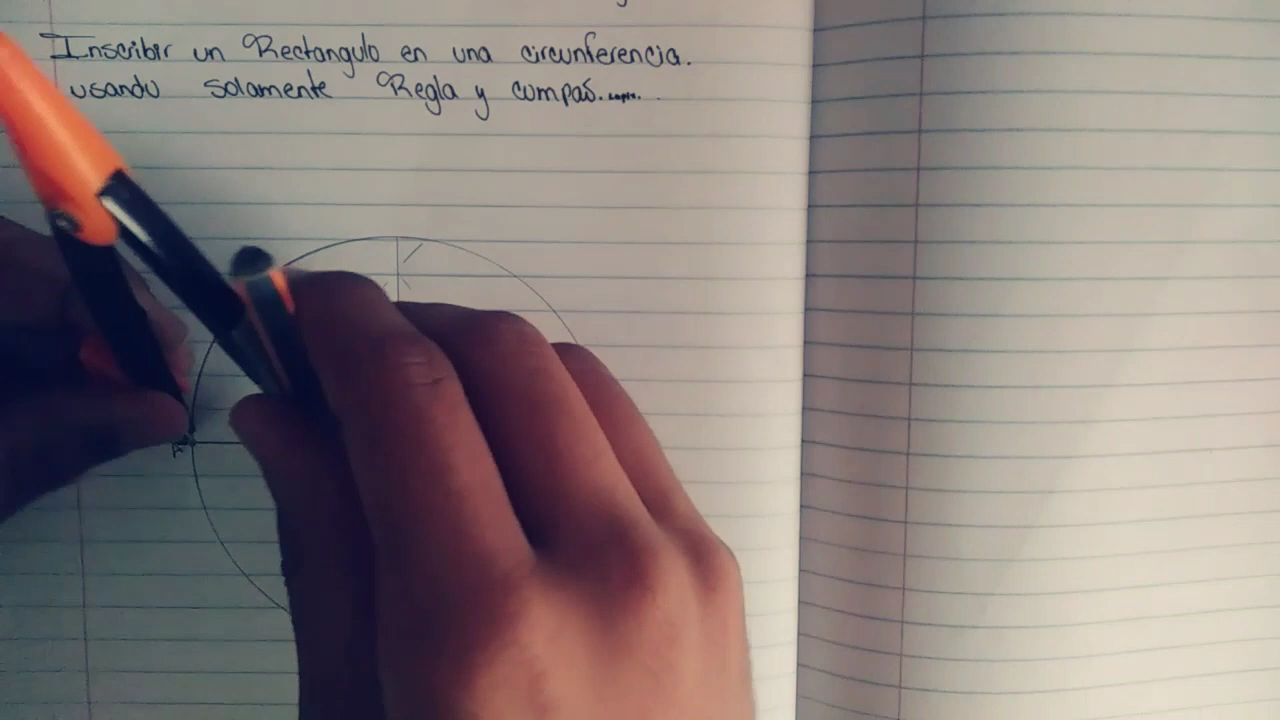 Inscribir un Rectangulo en una circunferencia.
usando solamente Regla y compas.
A